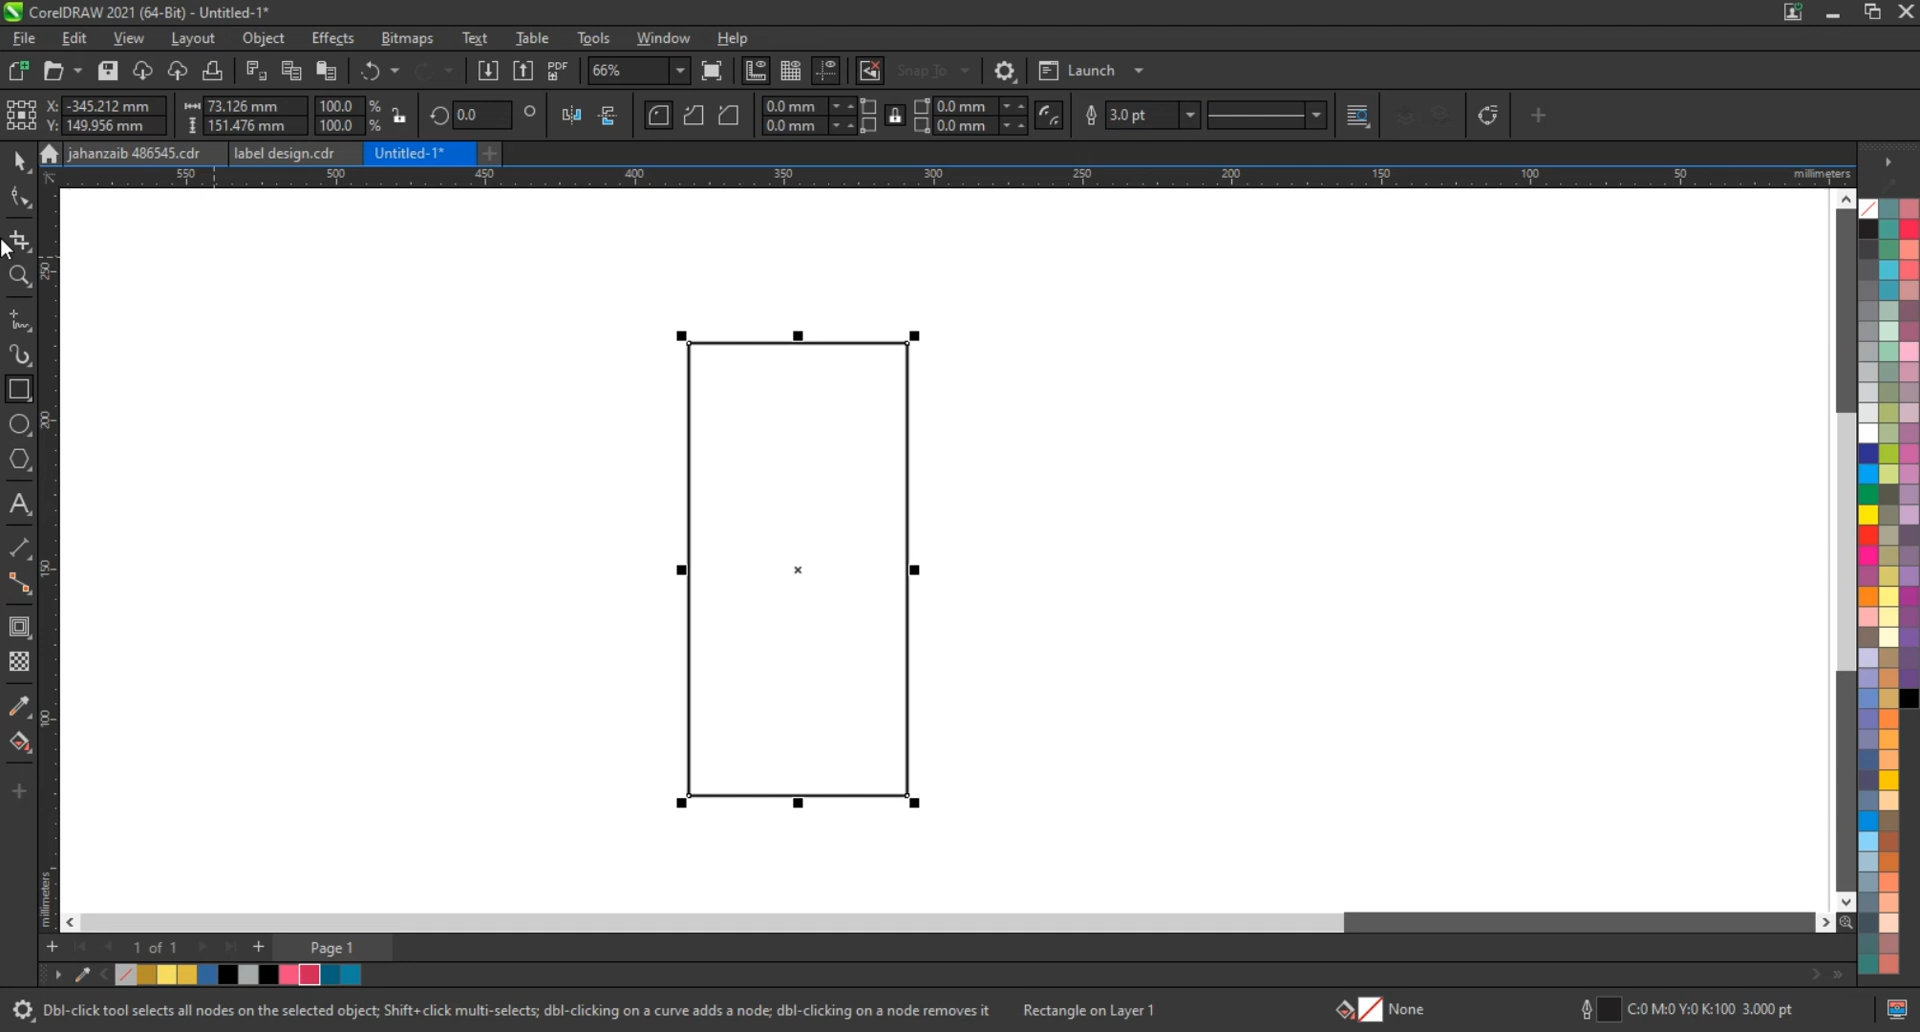 CorelDRAW 2021 (64-Bit) - Untitled-1*
File Edit View Layout Object Effects Bitmaps Text Table Tools Window Help
PDF 66% Snap To Launch
X: -345.212 mm 73.126 mm 100.0 % 0.0 0.0 mm 0.0 mm 3.0 pt
Y: 149.956 mm 151.476 mm 100.0 % 0.0 mm 0.0 mm
jahanzaib 486545.cdr label design.cdr Untitled-1*
550 500 450 400 350 300 250 200 150 100 50 millimeters
250
200
150
100
millimeters
1 of 1 Page 1
Dbl-click tool selects all nodes on the selected object; Shift+click multi-selects; dbl-clicking on a curve adds a node; dbl-clicking on a node removes it Rectangle on Layer 1 None C:0 M:0 Y:0 K:100 3.000 pt